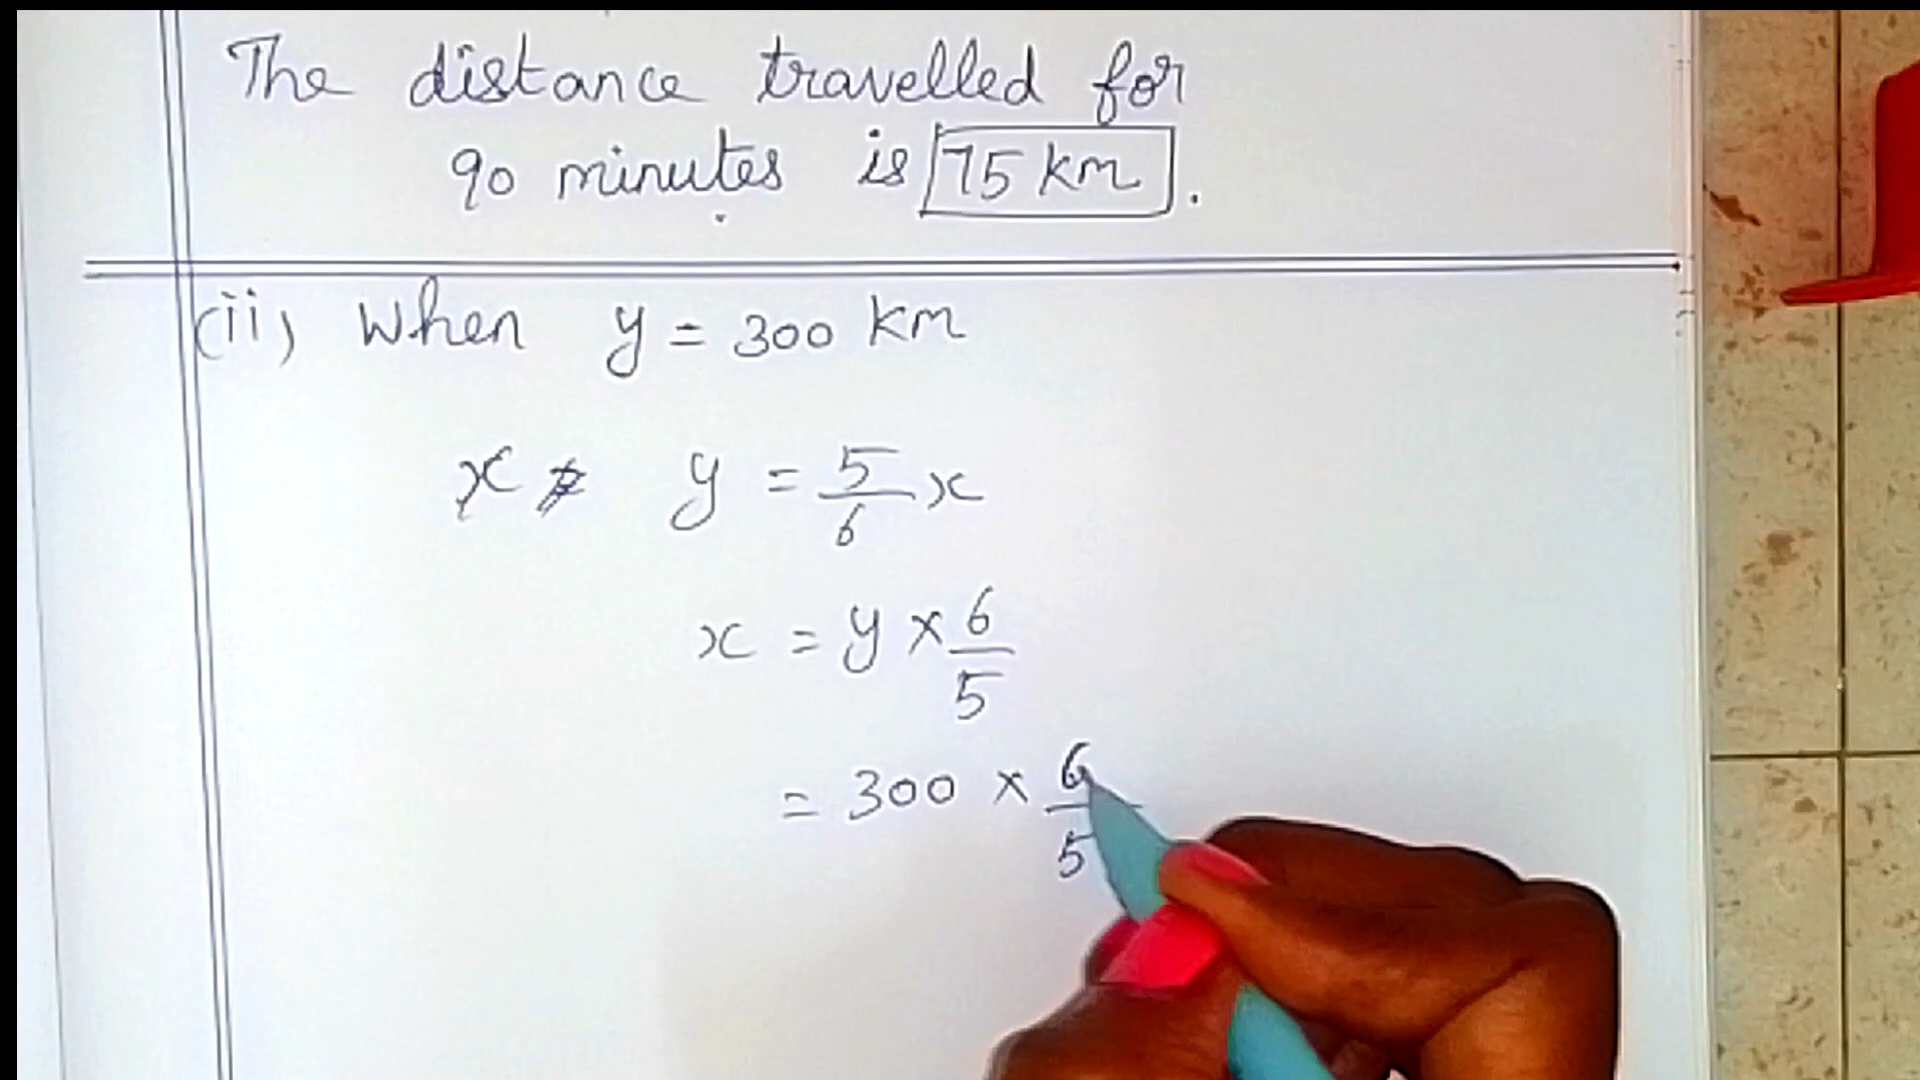 The distance travelled for
90 minutes is 75 km.
(ii) When y = 300 km
x y = 5/6 x
x = y × 6/5
= 300 × 6/5